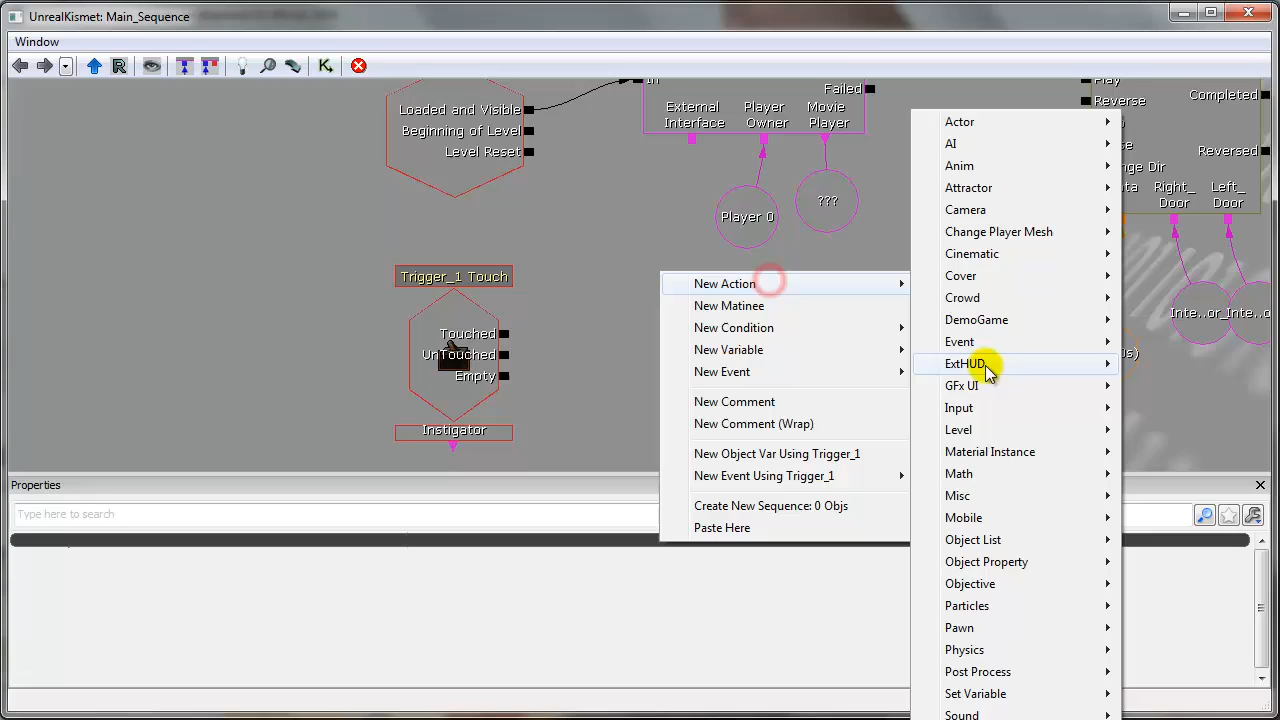 UnrealKismet: Main_Sequence
Window
In
Failed
Play
Reverse
Completed
Loaded and Visible
Beginning of Level
Level Reset
External
Interface
Player
Owner
Movie
Player
nge Dir
Reversed
Right_
Door
Left_
Door
Player 0
???
Trigger_1 Touch
Touched
UnTouched
Empty
Instigator
New Action
New Matinee
New Condition
New Variable
New Event
New Comment
New Comment (Wrap)
New Object Var Using Trigger_1
New Event Using Trigger_1
Create New Sequence: 0 Objs
Paste Here
Actor
AI
Anim
Attractor
Camera
Change Player Mesh
Cinematic
Cover
Crowd
DemoGame
Event
ExtHUD
GFx UI
Input
Level
Material Instance
Math
Misc
Mobile
Object List
Object Property
Objective
Particles
Pawn
Physics
Post Process
Set Variable
Sound
Properties
Type here to search